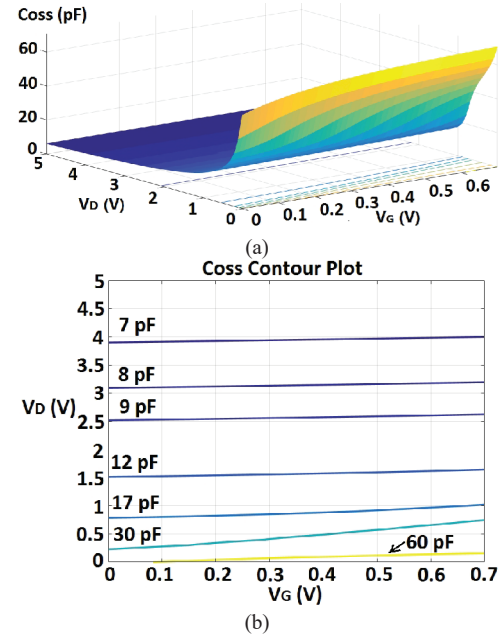 Coss (pF)
60
40
20
0
5
4
3
2
1
0
VD (V)
0
0.1
0.2
0.3
0.4
0.5
0.6
VG (V)
(a)
Coss Contour Plot
5
4.5
4
3.5
3
2.5
2
1.5
1
0.5
0
VD (V)
7 pF
8 pF
9 pF
12 pF
17 pF
30 pF
60 pF
0 0.1 0.2 0.3 0.4 0.5 0.6 0.7
VG (V)
(b)